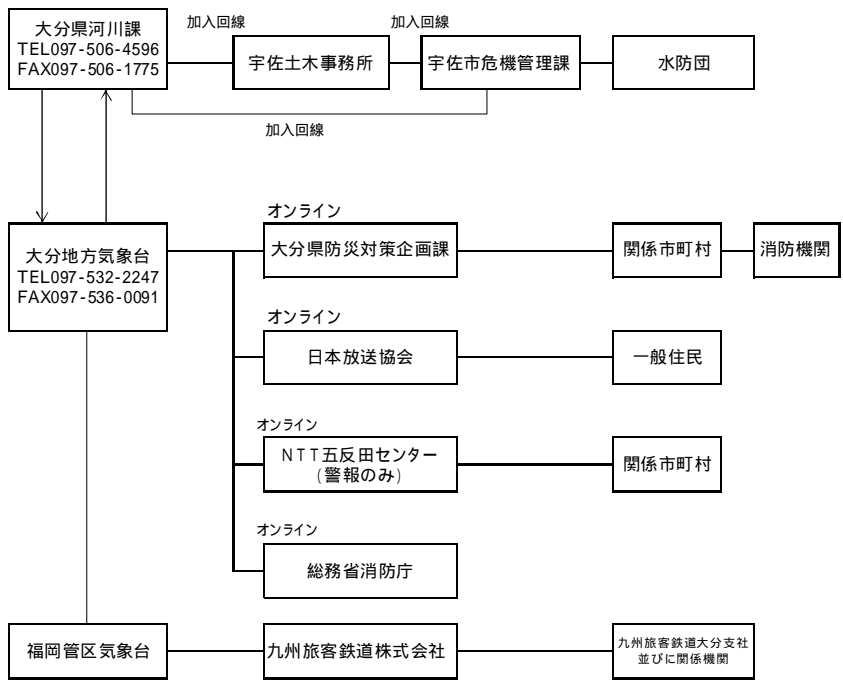 加入回線
加入回線
大分県河川課
TEL097-506-4596
FAX097-506-1775
宇佐土木事務所
宇佐市危機管理課
水防団
加入回線
オンライン
大分地方気象台
TEL097-532-2247
FAX097-536-0091
大分県防災対策企画課
関係市町村
消防機関
オンライン
日本放送協会
一般住民
オンライン
NTT五反田センター
(警報のみ)
関係市町村
オンライン
総務省消防庁
福岡管区気象台
九州旅客鉄道株式会社
九州旅客鉄道大分支社
並びに関係機関